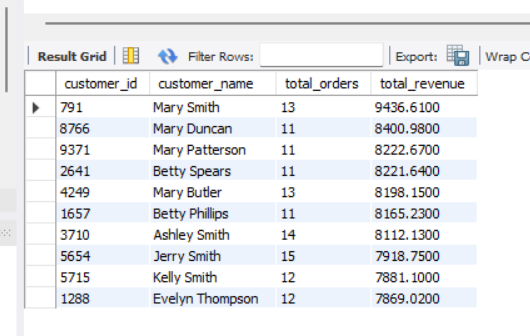 Result Grid Filter Rows: Export: Wrap C
customer_id customer_name total_orders total_revenue
791 Mary Smith 13 9436.6100
8766 Mary Duncan 11 8400.9800
9371 Mary Patterson 11 8222.6700
2641 Betty Spears 11 8221.6400
4249 Mary Butler 13 8198.1500
1657 Betty Phillips 11 8165.2300
3710 Ashley Smith 14 8112.1300
5654 Jerry Smith 15 7918.7500
5715 Kelly Smith 12 7881.1000
1288 Evelyn Thompson 12 7869.0200